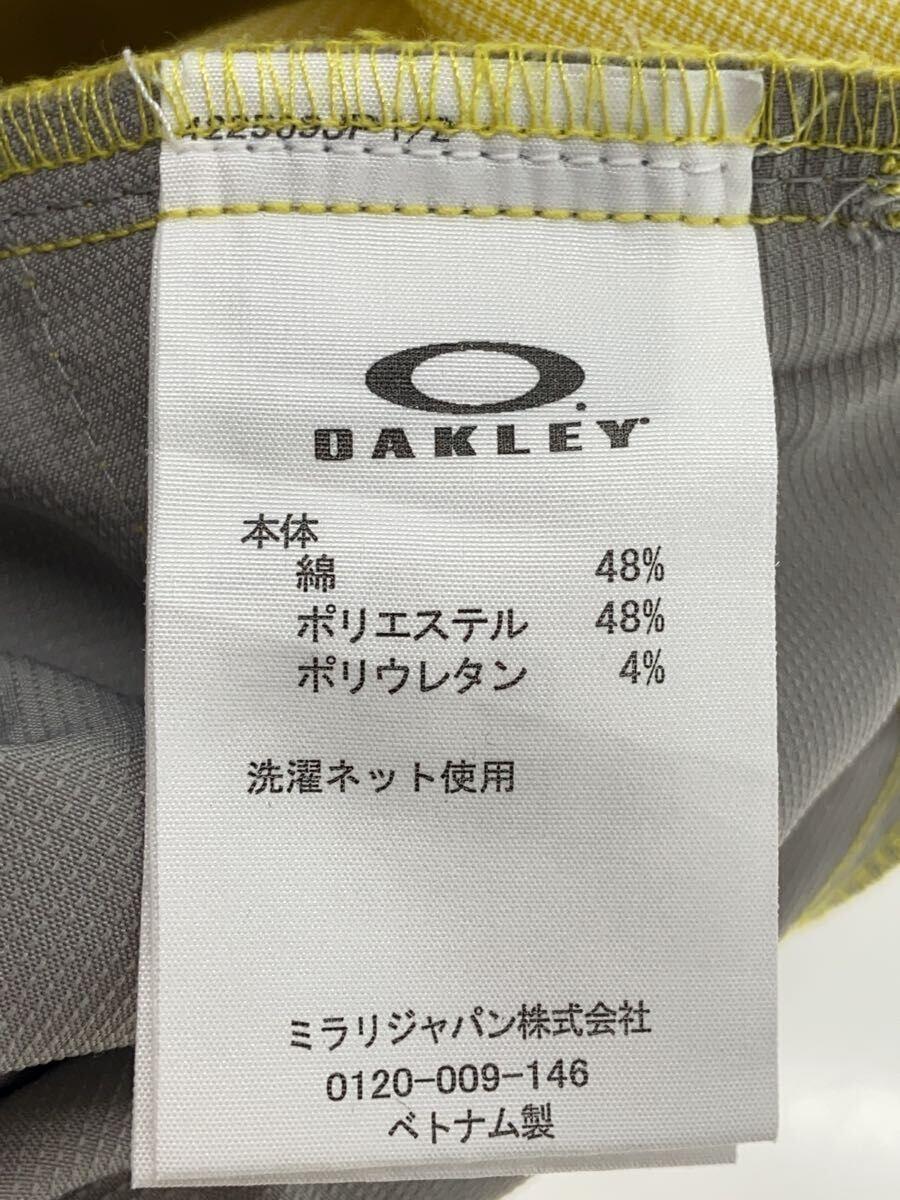 OAKLEY
本体
綿 48%
ポリエステル 48%
ポリウレタン 4%
洗濯ネット使用
ミラリジャパン株式会社
0120-009-146
ベトナム製